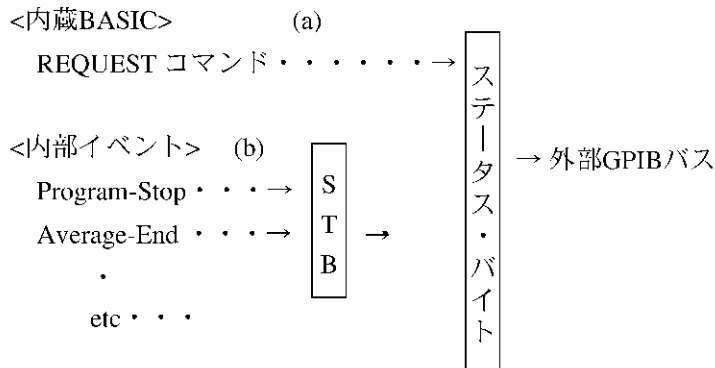 <内蔵BASIC> (a)
REQUEST コマンド・・・・・・→
<内部イベント> (b)
Program-Stop・・・→
Average-End ・・・→
・
etc・・・
STB
→
ステータス・バイト
→ 外部GPIBバス